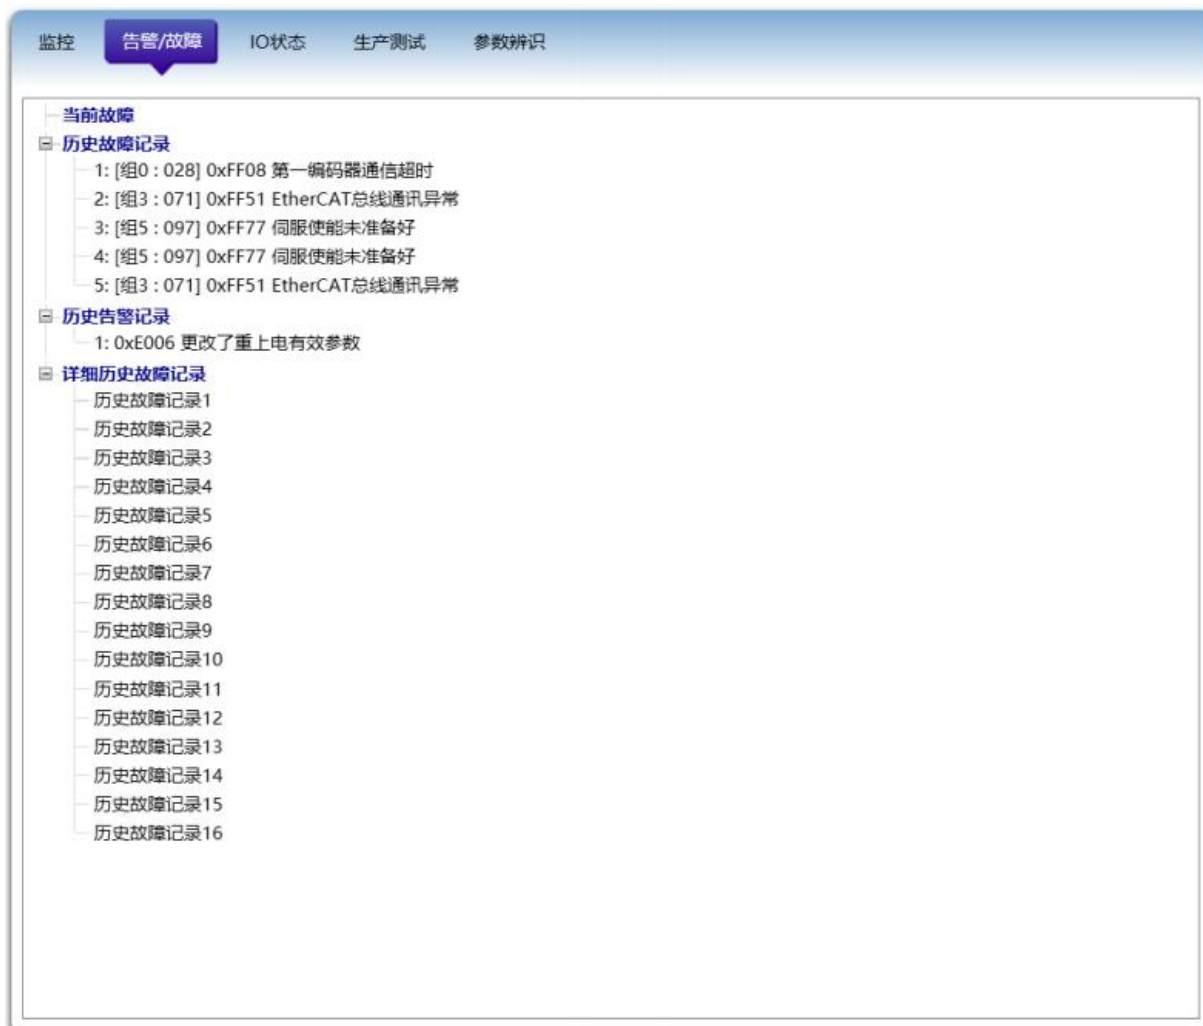 监控 告警/故障 IO状态 生产测试 参数辨识
当前故障
历史故障记录
1: [组0 : 028] 0xFF08 第一编码器通信超时
2: [组3 : 071] 0xFF51 EtherCAT总线通讯异常
3: [组5 : 097] 0xFF77 伺服使能未准备好
4: [组5 : 097] 0xFF77 伺服使能未准备好
5: [组3 : 071] 0xFF51 EtherCAT总线通讯异常
历史告警记录
1: 0xE006 更改了重上电有效参数
详细历史故障记录
历史故障记录1
历史故障记录2
历史故障记录3
历史故障记录4
历史故障记录5
历史故障记录6
历史故障记录7
历史故障记录8
历史故障记录9
历史故障记录10
历史故障记录11
历史故障记录12
历史故障记录13
历史故障记录14
历史故障记录15
历史故障记录16